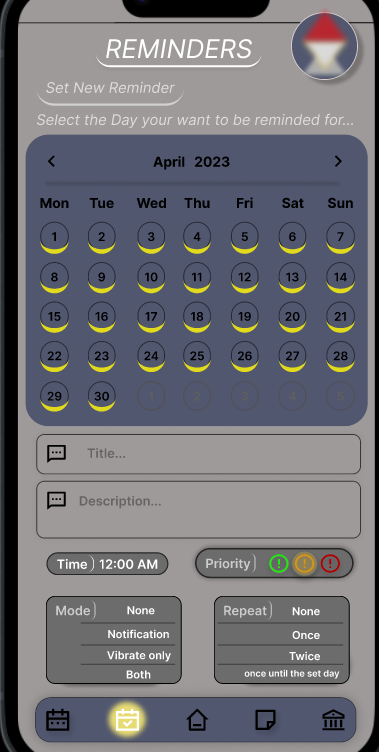 REMINDERS
Set New Reminder
Select the Day your want to be reminded for...
April 2023
Mon Tue Wed Thu Fri Sat Sun
1 2 3 4 5 6 7
8 9 10 11 12 13 14
15 16 17 18 19 20 21
22 23 24 25 26 27 28
29 30 1 2 3 4 5
Title...
Description...
Time) 12:00 AM Priority) ! ! !
Mode) None Repeat) None
Notification Once
Vibrate only Twice
Both once until the set day